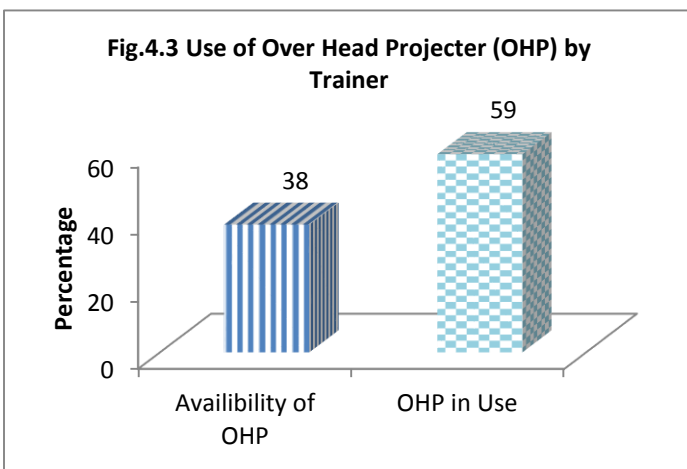 Fig.4.3 Use of Over Head Projecter (OHP) by
Trainer
59
38
60
40
20
0
Percentage
Availibility of
OHP
OHP in Use